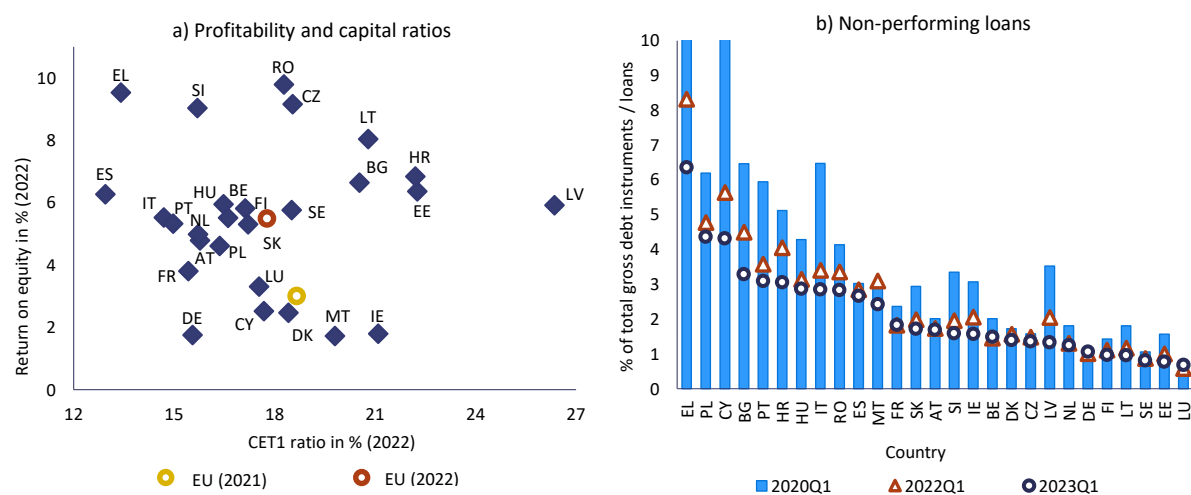 a) Profitability and capital ratios
Return on equity in % (2022)
10
8
6
4
2
0
EL
SI
RO
CZ
LT
ES
IT
PT
NL
HU
BE
FI
AT
PL
SK
SE
BG
HR
EE
LV
FR
LU
DE
CY
DK
MT
IE
12 15 18 21 24 27
CET1 ratio in % (2022)
EU (2021) EU (2022)
b) Non-performing loans
% of total gross debt instruments / loans
10
9
8
7
6
5
4
3
2
1
0
EL PL CY BG PT HR HU IT RO ES MT FR SK AT SI IE BE DK CZ LV NL DE FI LT SE EE LU
Country
2020Q1 2022Q1 2023Q1